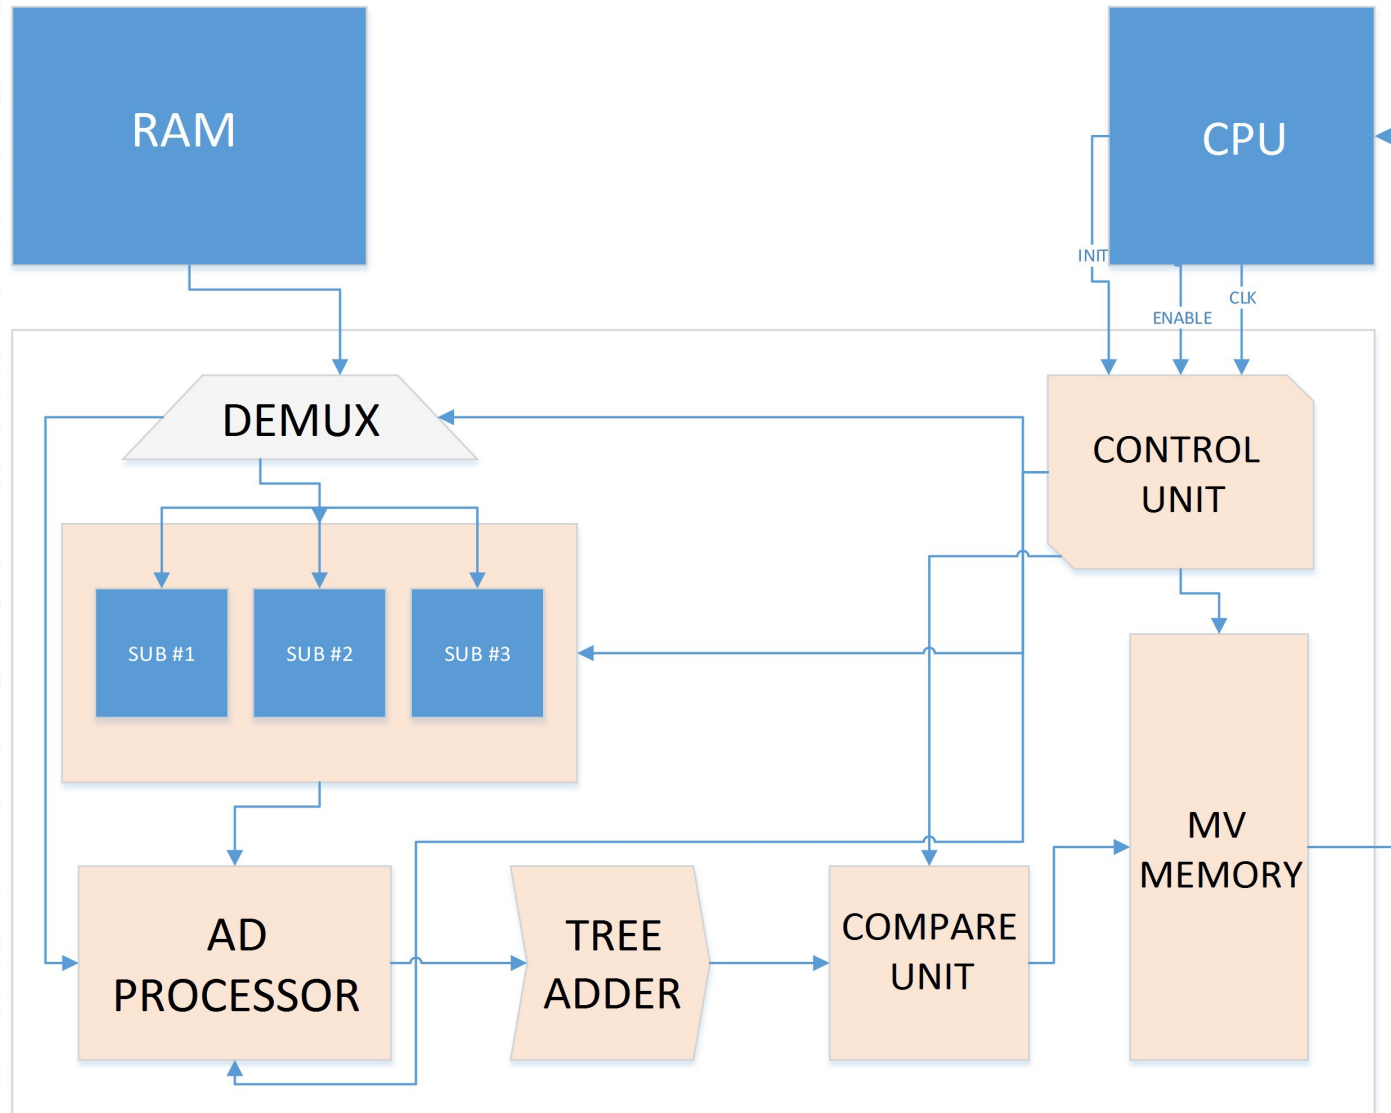 RAM
CPU
INIT
CLK
ENABLE
DEMUX
CONTROL
UNIT
SUB #1
SUB #2
SUB #3
MV
MEMORY
AD
PROCESSOR
TREE
ADDER
COMPARE
UNIT